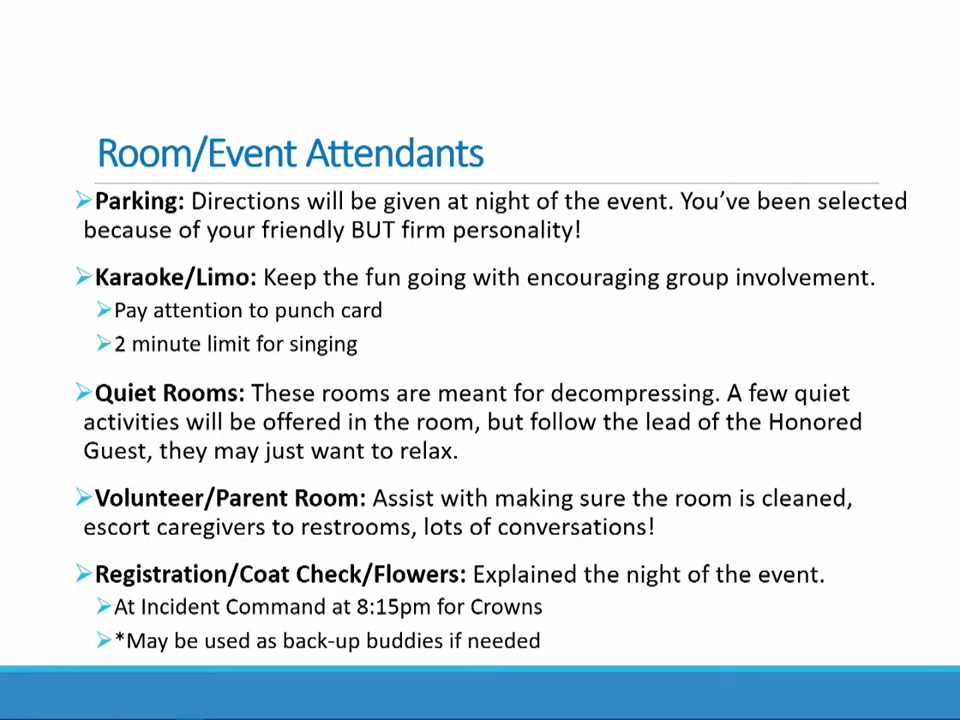 Room/Event Attendants
➢Parking: Directions will be given at night of the event. You’ve been selected
because of your friendly BUT firm personality!
➢Karaoke/Limo: Keep the fun going with encouraging group involvement.
➢Pay attention to punch card
➢2 minute limit for singing
➢Quiet Rooms: These rooms are meant for decompressing. A few quiet
activities will be offered in the room, but follow the lead of the Honored
Guest, they may just want to relax.
➢Volunteer/Parent Room: Assist with making sure the room is cleaned,
escort caregivers to restrooms, lots of conversations!
➢Registration/Coat Check/Flowers: Explained the night of the event.
➢At Incident Command at 8:15pm for Crowns
➢*May be used as back-up buddies if needed